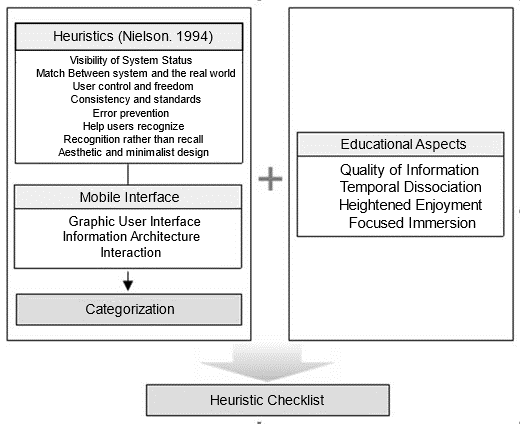 Heuristics (Nielson. 1994)
Visibility of System Status
Match Between system and the real world
User control and freedom
Consistency and standards
Error prevention
Help users recognize
Recognition rather than recall
Aesthetic and minimalist design
Mobile Interface
Graphic User Interface
Information Architecture
Interaction
Categorization
+
Educational Aspects
Quality of Information
Temporal Dissociation
Heightened Enjoyment
Focused Immersion
Heuristic Checklist